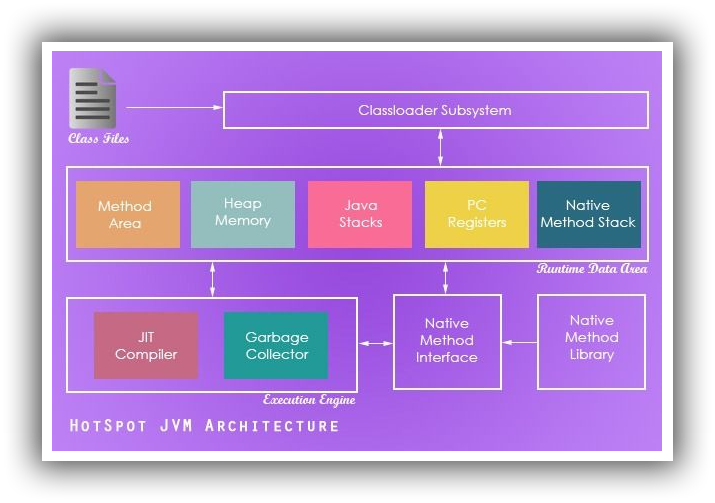 Classloader Subsystem
Class Files
Method
Area
Heap
Memory
Java
Stacks
PC
Registers
Native
Method Stack
Runtime Data Area
JIT
Compiler
Garbage
Collector
Native
Method
Interface
Native
Method
Library
Execution Engine
HotSpot JVM Architecture